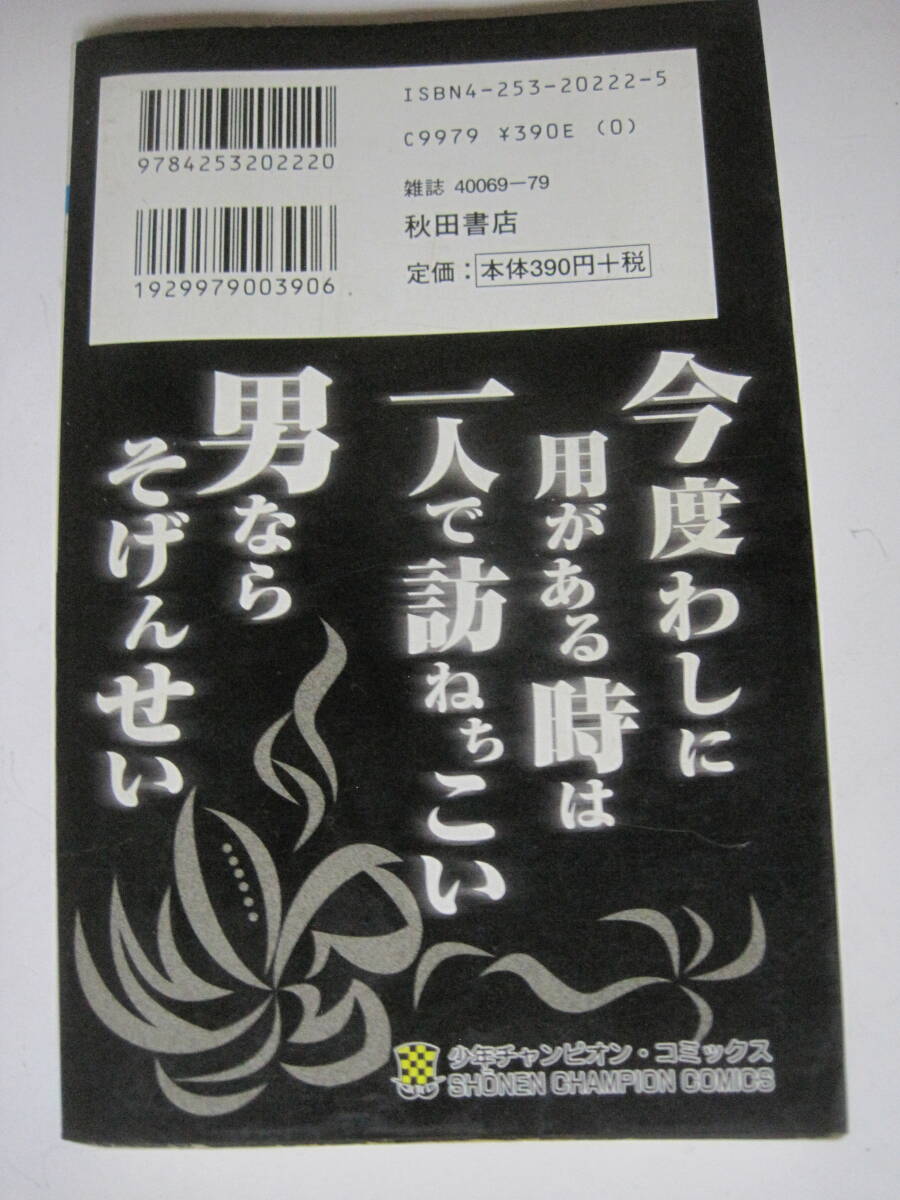 9784253202220
1929979003906
ISBN4-253-20222-5
C9979 ¥390E (0)
雑誌 40069-79
秋田書店
定価：本体390円+税
今度わしに
用がある時は
一人で訪ねちこい
男なら
そげんせい
少年チャンピオン・コミックス
SHŌNEN CHAMPION COMICS